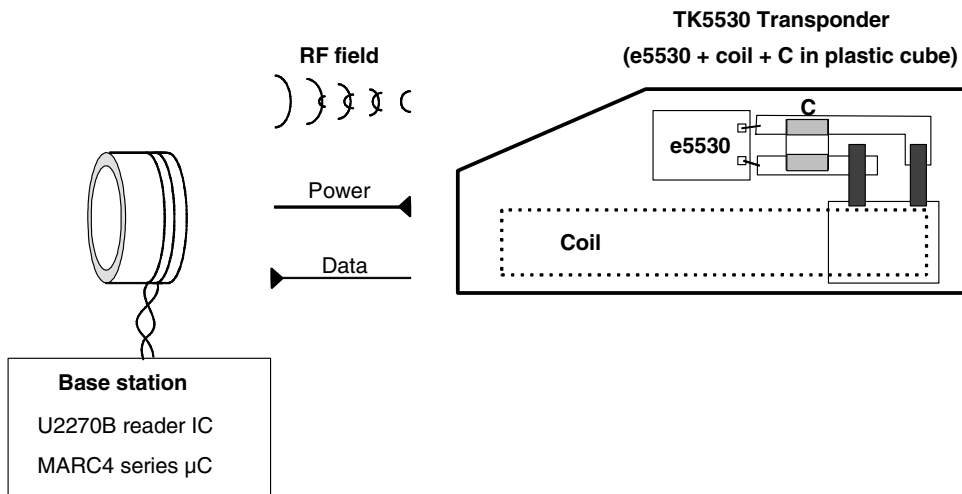 TK5530 Transponder
(e5530 + coil + C in plastic cube)
RF field
C
e5530
Power
Coil
Data
Base station
U2270B reader IC
MARC4 series µC